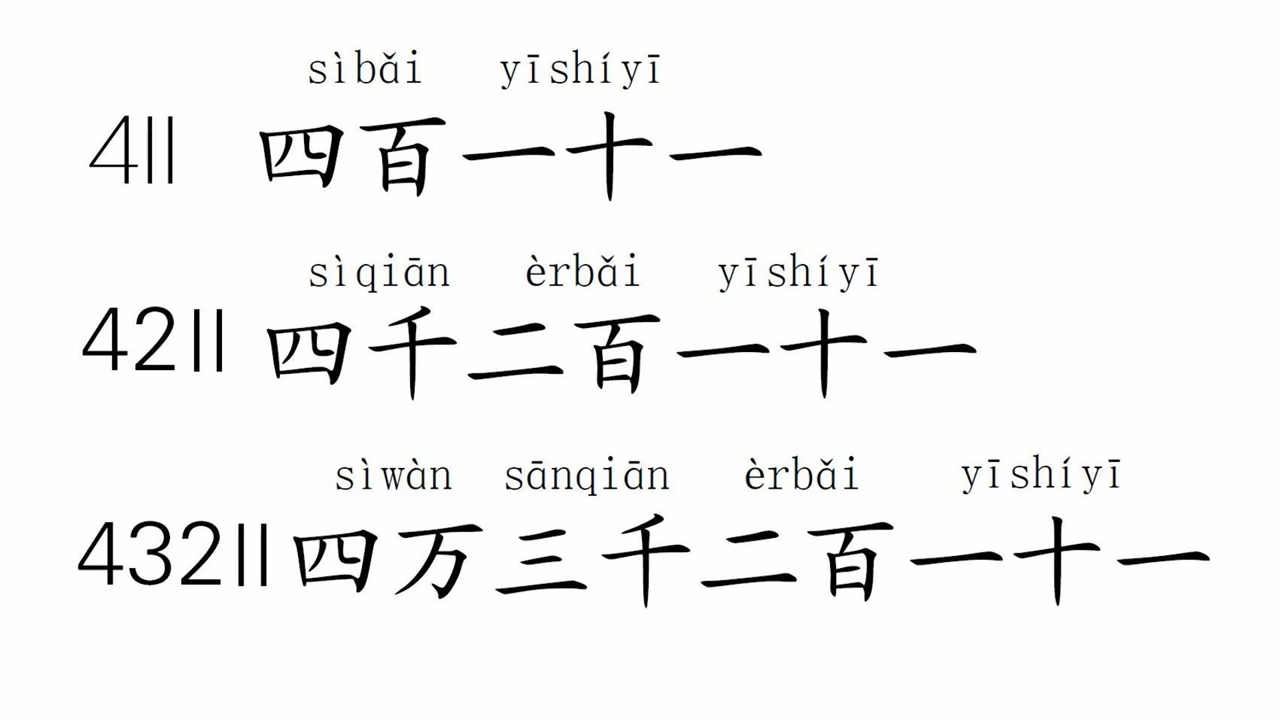 sìbǎi yīshíyī
411 四百一十一
sìqiān èrbǎi yīshíyī
4211 四千二百一十一
sìwàn sānqiān èrbǎi yīshíyī
43211 四万三千二百一十一